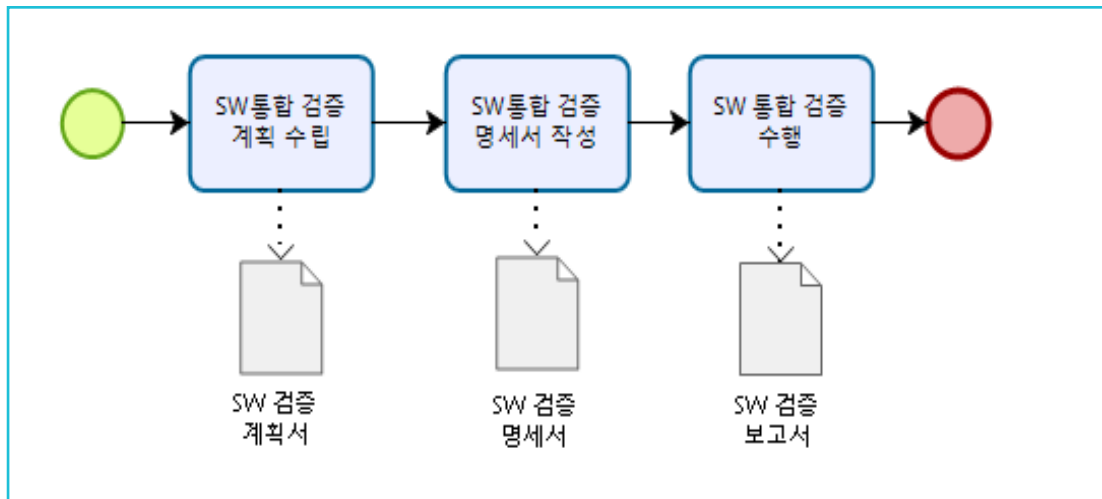 SW통합 검증
계획 수립
SW통합 검증
명세서 작성
SW 통합 검증
수행
SW 검증
계획서
SW 검증
명세서
SW 검증
보고서